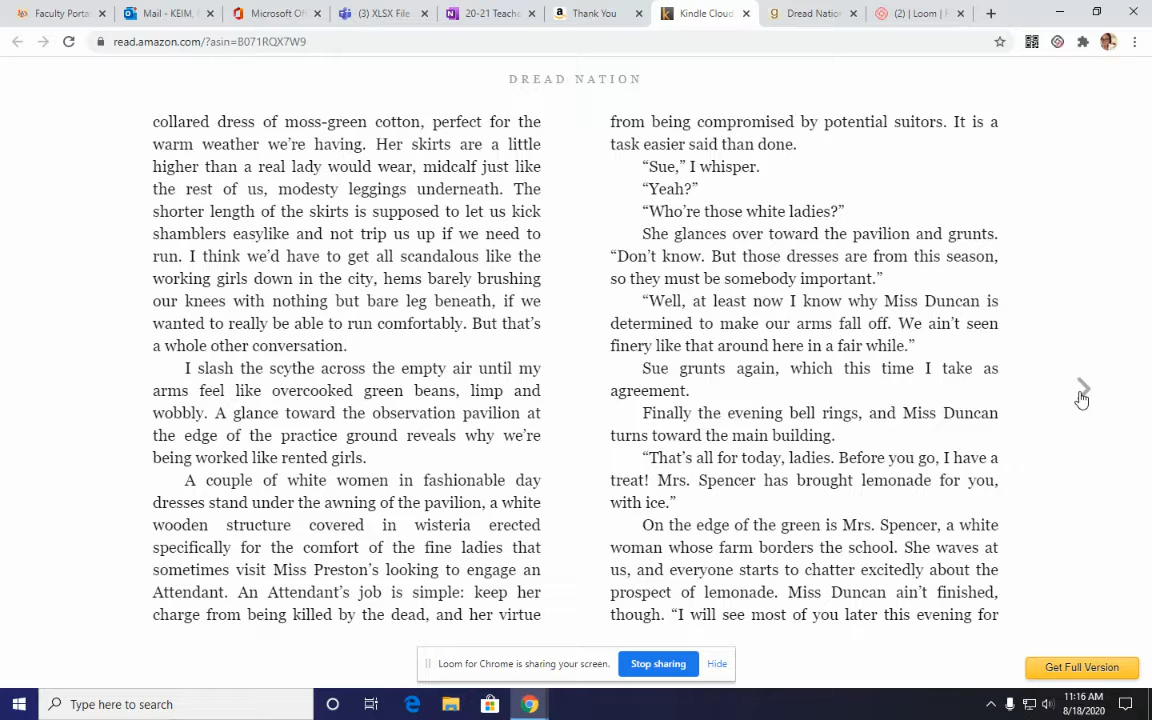 Faculty Porta
Mail - KEIM,
Microsoft Of
(3) XLSX File
20-21 Teache
Thank You
Kindle Cloud
Dread Natio
(2) | Loom |
read.amazon.com/?asin=B071RQX7W9
DREAD NATION
collared dress of moss-green cotton, perfect for the
warm weather we’re having. Her skirts are a little
higher than a real lady would wear, midcalf just like
the rest of us, modesty leggings underneath. The
shorter length of the skirts is supposed to let us kick
shamblers easylike and not trip us up if we need to
run. I think we’d have to get all scandalous like the
working girls down in the city, hems barely brushing
our knees with nothing but bare leg beneath, if we
wanted to really be able to run comfortably. But that’s
a whole other conversation.
I slash the scythe across the empty air until my
arms feel like overcooked green beans, limp and
wobbly. A glance toward the observation pavilion at
the edge of the practice ground reveals why we’re
being worked like rented girls.
A couple of white women in fashionable day
dresses stand under the awning of the pavilion, a white
wooden structure covered in wisteria erected
specifically for the comfort of the fine ladies that
sometimes visit Miss Preston’s looking to engage an
Attendant. An Attendant’s job is simple: keep her
charge from being killed by the dead, and her virtue
from being compromised by potential suitors. It is a
task easier said than done.
“Sue,” I whisper.
“Yeah?”
“Who’re those white ladies?”
She glances over toward the pavilion and grunts.
“Don’t know. But those dresses are from this season,
so they must be somebody important.”
“Well, at least now I know why Miss Duncan is
determined to make our arms fall off. We ain’t seen
finery like that around here in a fair while.”
Sue grunts again, which this time I take as
agreement.
Finally the evening bell rings, and Miss Duncan
turns toward the main building.
“That’s all for today, ladies. Before you go, I have a
treat! Mrs. Spencer has brought lemonade for you,
with ice.”
On the edge of the green is Mrs. Spencer, a white
woman whose farm borders the school. She waves at
us, and everyone starts to chatter excitedly about the
prospect of lemonade. Miss Duncan ain’t finished,
though. “I will see most of you later this evening for
Loom for Chrome is sharing your screen.
Stop sharing
Hide
Get Full Version
Type here to search
11:16 AM
8/18/2020